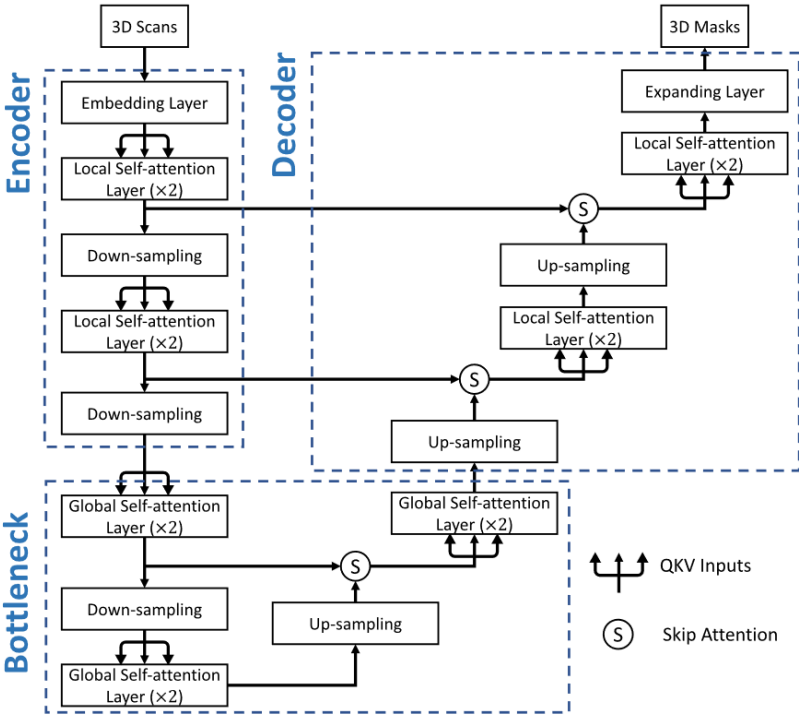 3D Scans
Encoder
Embedding Layer
Local Self-attention
Layer (×2)
Down-sampling
Local Self-attention
Layer (×2)
Down-sampling
Bottleneck
Global Self-attention
Layer (×2)
Down-sampling
Global Self-attention
Layer (×2)
Up-sampling
S
Global Self-attention
Layer (×2)
Decoder
Up-sampling
S
Local Self-attention
Layer (×2)
Up-sampling
S
Local Self-attention
Layer (×2)
Expanding Layer
3D Masks
QKV Inputs
S
Skip Attention